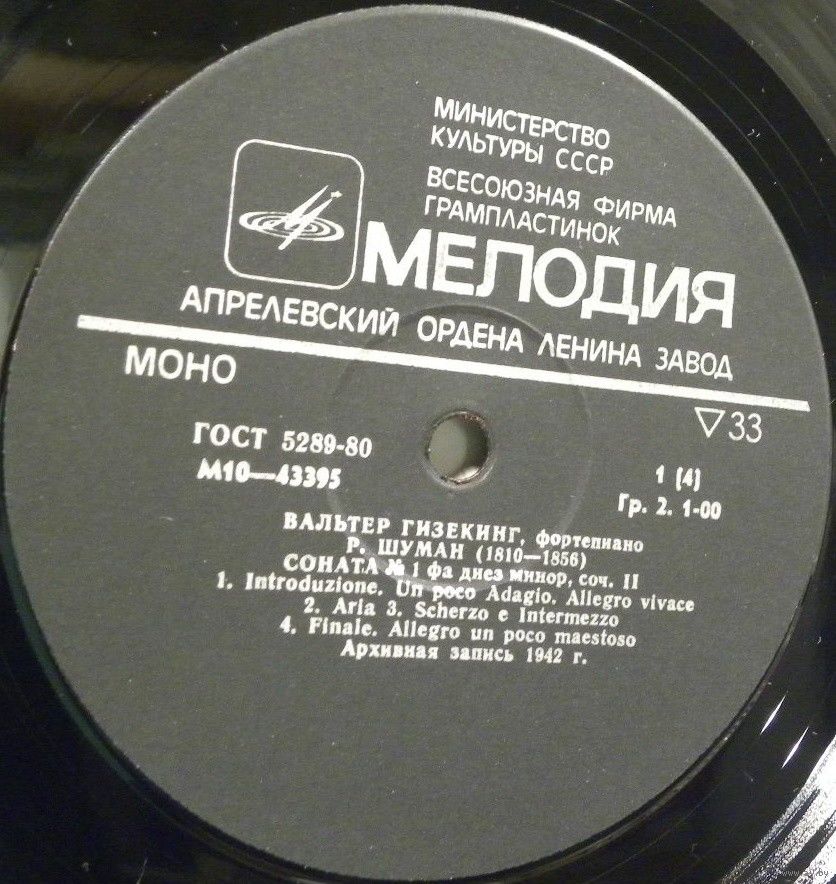 МИНИСТЕРСТВО
КУЛЬТУРЫ СССР
ВСЕСОЮЗНАЯ ФИРМА
ГРАМПЛАСТИНОК
МЕЛОДИЯ
АПРЕЛЕВСКИЙ ОРДЕНА ЛЕНИНА ЗАВОД
МОНО
▽33
ГОСТ 5289-80
М10—43395
1 (4)
Гр. 2. 1-00
ВАЛЬТЕР ГИЗЕКИНГ, фортепиано
Р. ШУМАН (1810—1856)
СОНАТА № 1 фа диез минор, соч. II
1. Introduzione. Un poco Adagio. Allegro vivace
2. Aria 3. Scherzo e Intermezzo
4. Finale. Allegro un poco maestoso
Архивная запись 1942 г.